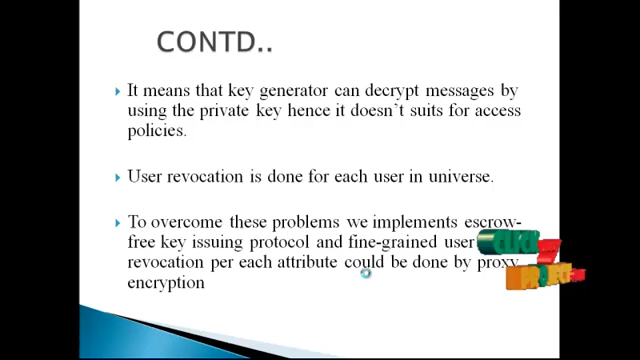 CONTD..
It means that key generator can decrypt messages by
using the private key hence it doesn't suits for access
policies.
User revocation is done for each user in universe.
To overcome these problems we implements escrow-
free key issuing protocol and fine-grained user
revocation per each attribute could be done by proxy
encryption
CLICK
PROJECT